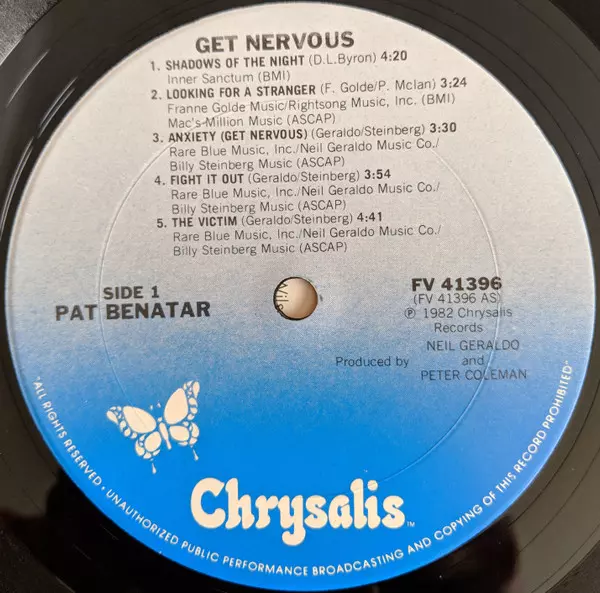 GET NERVOUS
1. SHADOWS OF THE NIGHT (D.L.Byron) 4:20
Inner Sanctum (BMI)
2. LOOKING FOR A STRANGER (F. Golde/P. McIan) 3:24
Franne Golde Music/Rightsong Music, Inc. (BMI)
Mac's-Million Music (ASCAP)
3. ANXIETY (GET NERVOUS) (Geraldo/Steinberg) 3:30
Rare Blue Music, Inc./Neil Geraldo Music Co./
Billy Steinberg Music (ASCAP)
4. FIGHT IT OUT (Geraldo/Steinberg) 3:54
Rare Blue Music, Inc./Neil Geraldo Music Co./
Billy Steinberg Music (ASCAP)
5. THE VICTIM (Geraldo/Steinberg) 4:41
Rare Blue Music, Inc./Neil Geraldo Music Co./
Billy Steinberg Music (ASCAP)
SIDE 1
PAT BENATAR
FV 41396
(FV 41396 AS)
℗ 1982 Chrysalis
Records
Produced by NEIL GERALDO
and
PETER COLEMAN
Chrysalis™
ALL RIGHTS RESERVED · UNAUTHORIZED PUBLIC PERFORMANCE BROADCASTING AND COPYING OF THIS RECORD PROHIBITED